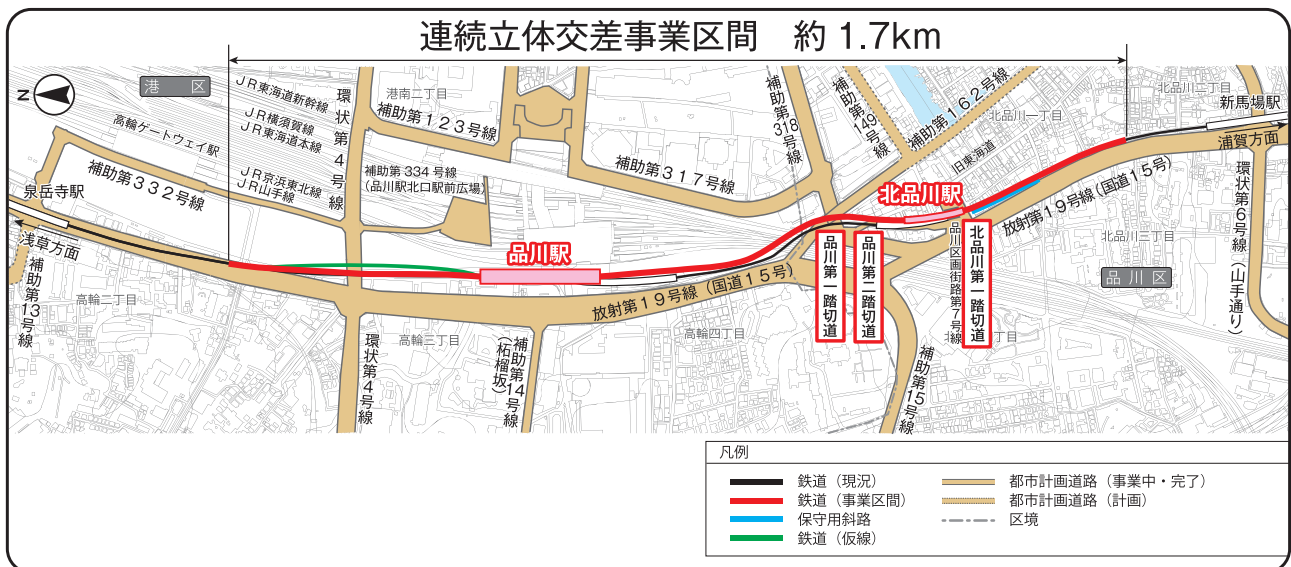 連続立体交差事業区間　約 1.7km
N
港　区
JR東海道新幹線
JR横須賀線
JR東海道本線
高輪ゲートウェイ駅
JR京浜東北線
JR山手線
環状第4号線
港南二丁目
補助第123号線
補助第334号線
(品川駅北口駅前広場)
補助第317号線
補助第318号線
補助第149号線
補助第162号線
北品川一丁目
旧東海道
北品川二丁目
新馬場駅
浦賀方面
泉岳寺駅
補助第332号線
浅草方面
補助第13号線
高輪二丁目
品川駅
北品川駅
放射第19号線(国道15号)
放射第19号線(国道15号)
環状第6号線(山手通り)
北品川三丁目
品 川 区
品川第一踏切道
品川第二踏切道
品川区画街路第7号線
北品川第一踏切道
高輪三丁目
環状第4号線
補助第14号線
(柘榴坂)
高輪四丁目
補助第15号線
凡例
鉄道（現況）
鉄道（事業区間）
保守用斜路
鉄道（仮線）
都市計画道路（事業中・完了）
都市計画道路（計画）
区境